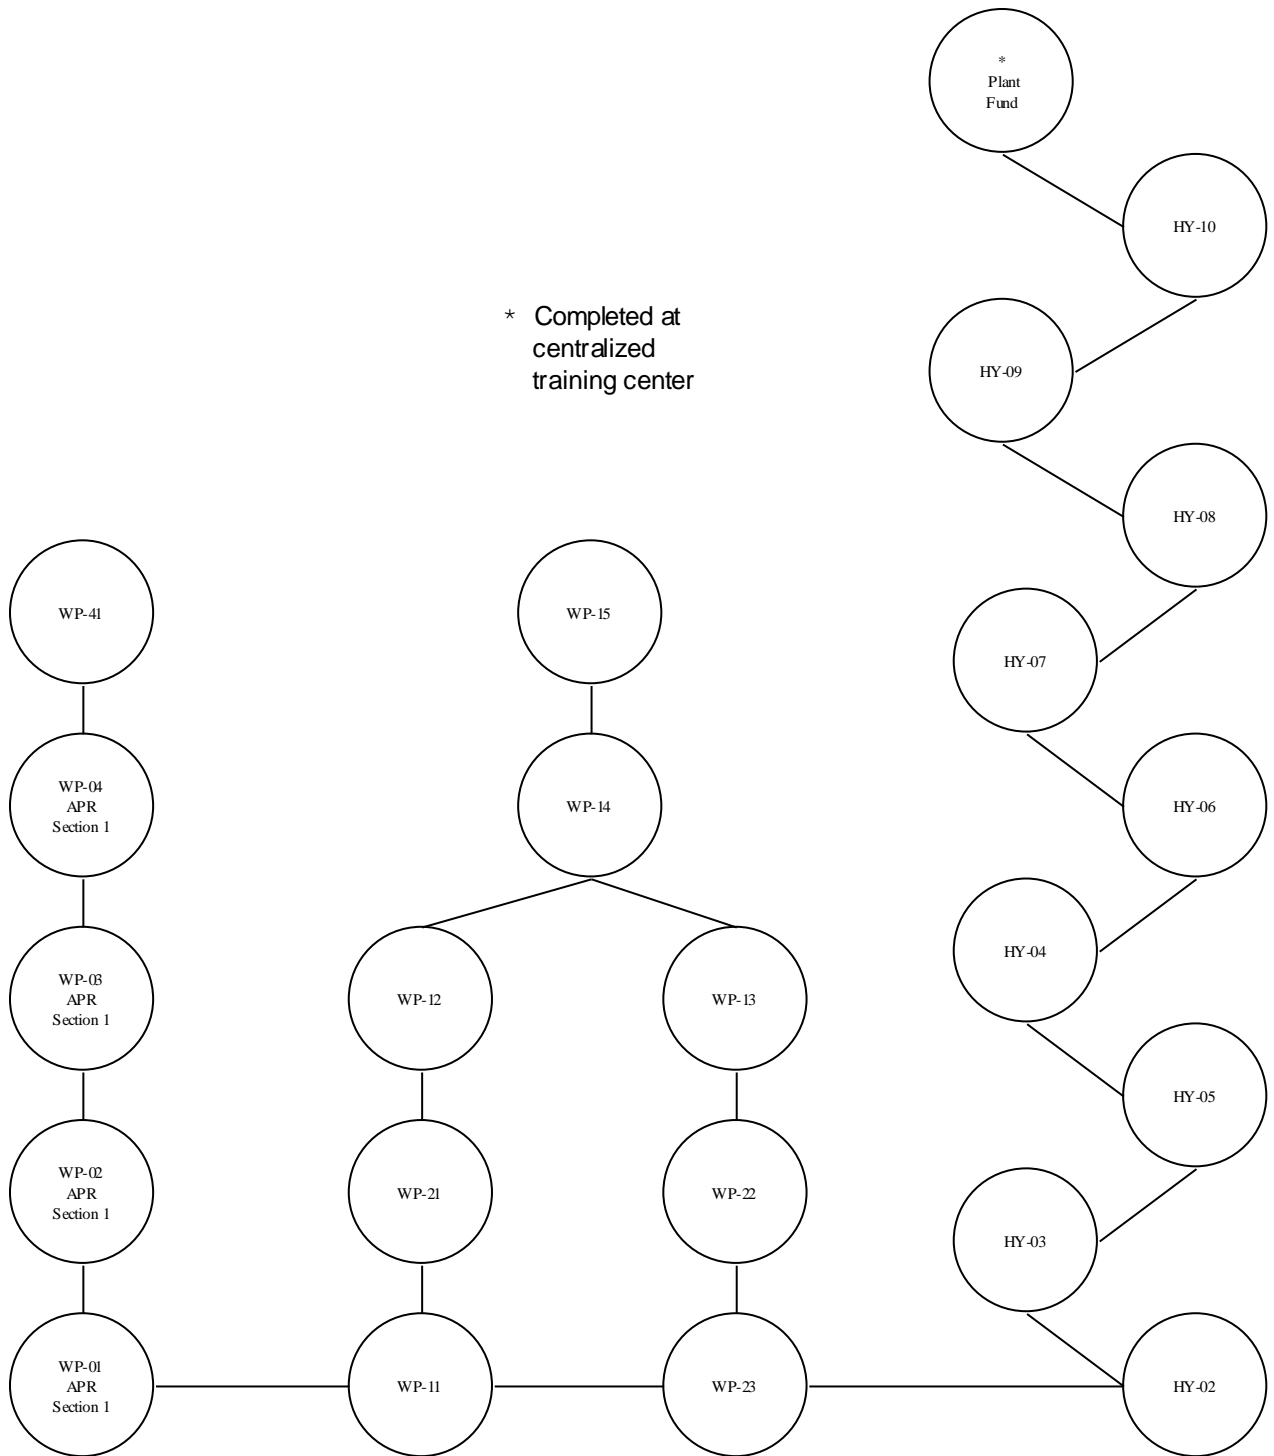 *
Plant
Fund
HY-10
* Completed at
centralized
training center
HY-09
HY-08
WP-41
WP-15
HY-07
WP-04
APR
Section 1
WP-14
HY-06
WP-03
APR
Section 1
WP-12
WP-13
HY-04
HY-05
WP-02
APR
Section 1
WP-21
WP-22
HY-03
WP-01
APR
Section 1
WP-11
WP-23
HY-02